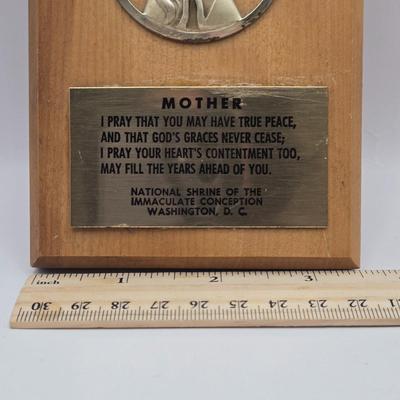 MOTHER
I PRAY THAT YOU MAY HAVE TRUE PEACE,
AND THAT GOD'S GRACES NEVER CEASE;
I PRAY YOUR HEART'S CONTENTMENT TOO,
MAY FILL THE YEARS AHEAD OF YOU.
NATIONAL SHRINE OF THE
IMMACULATE CONCEPTION
WASHINGTON, D. C.
inch 1 2 3
30 29 28 27 26 25 24 23 22 21